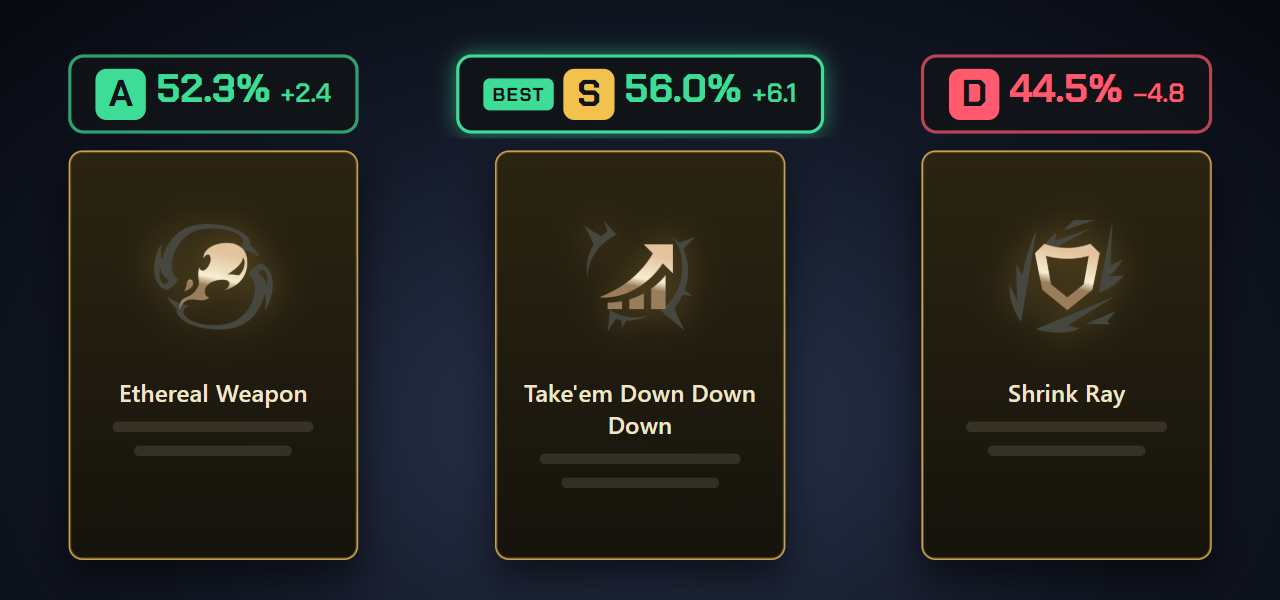 A 52.3% +2.4
BEST S 56.0% +6.1
D 44.5% −4.8
Ethereal Weapon
Take'em Down Down
Down
Shrink Ray